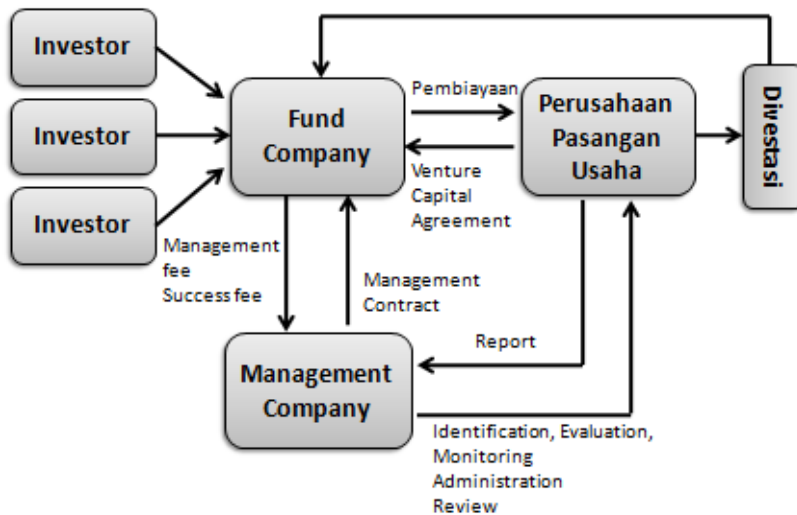 Investor
Investor
Investor
Fund
Company
Pembiayaan
Venture
Capital
Agreement
Perusahaan
Pasangan
Usaha
Divestasi
Management
fee
Success fee
Management
Contract
Report
Management
Company
Identification, Evaluation,
Monitoring
Administration
Review